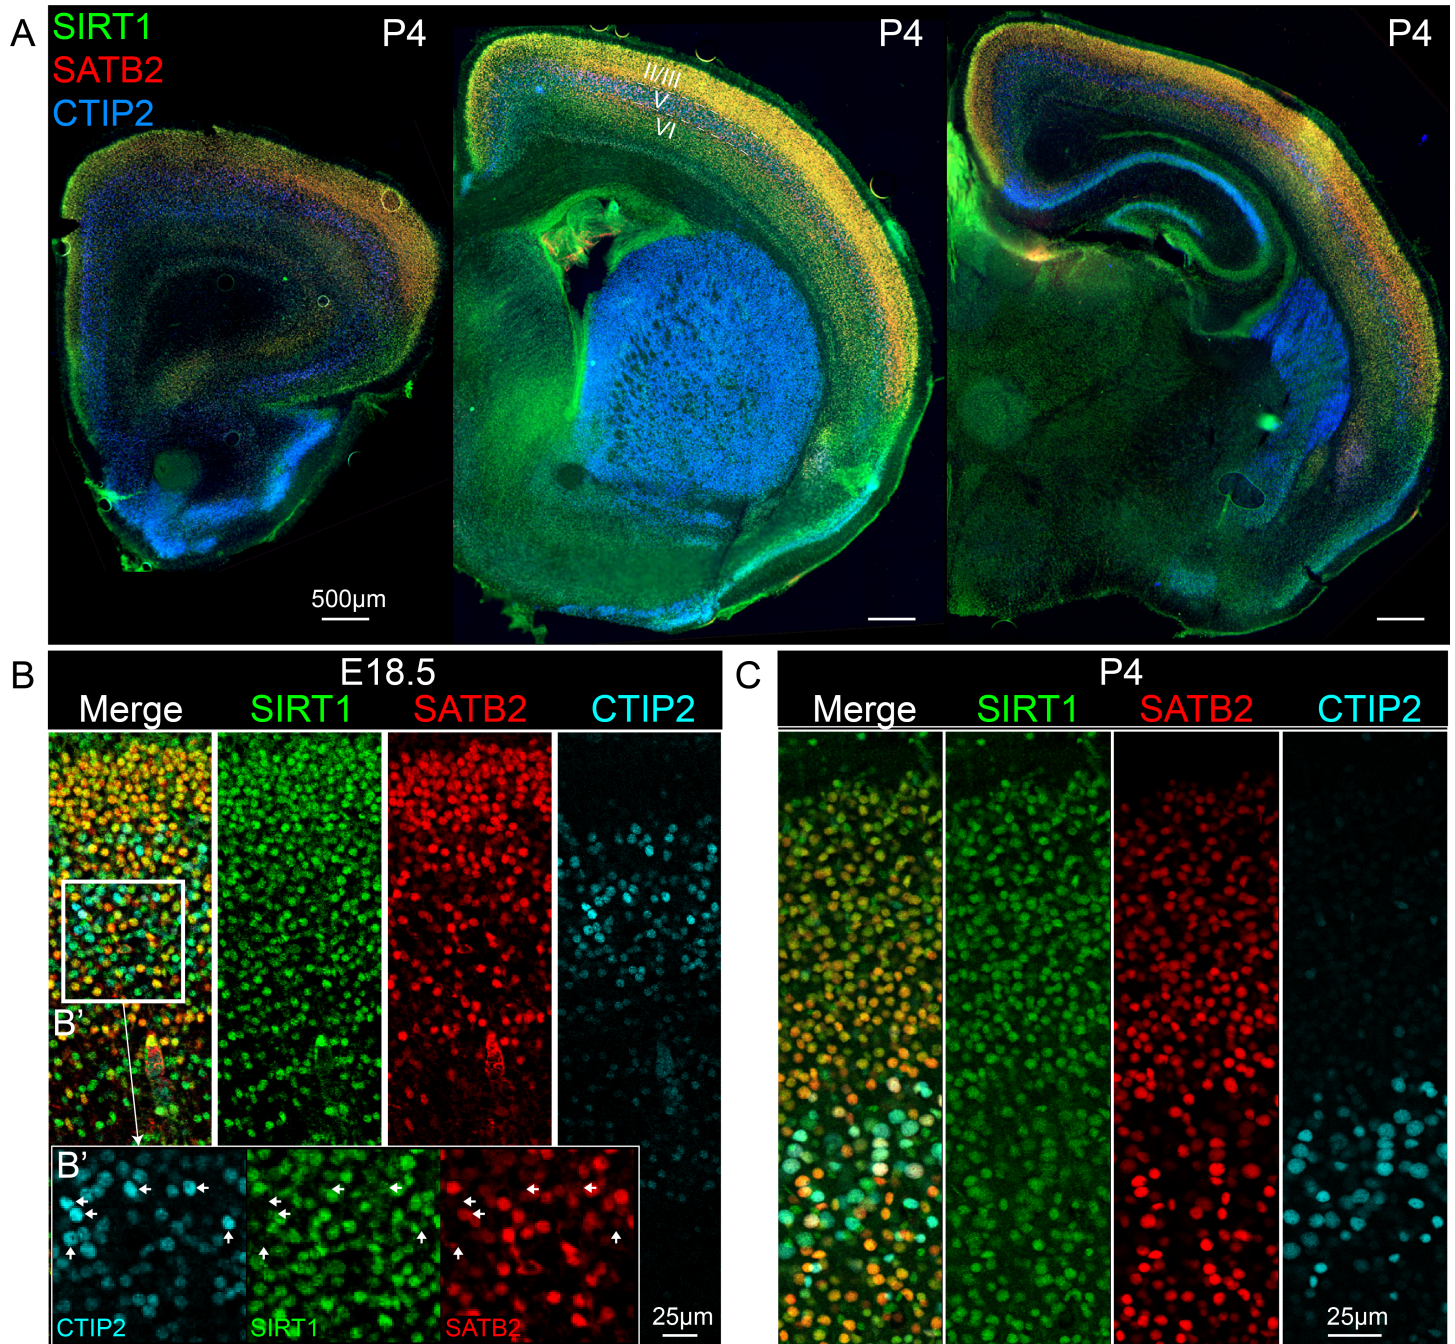 A
SIRT1
SATB2
CTIP2
P4
P4
P4
II/III
V
VI
500µm
B
E18.5
Merge
SIRT1
SATB2
CTIP2
B'
B'
CTIP2
SIRT1
SATB2
25µm
C
P4
Merge
SIRT1
SATB2
CTIP2
25µm